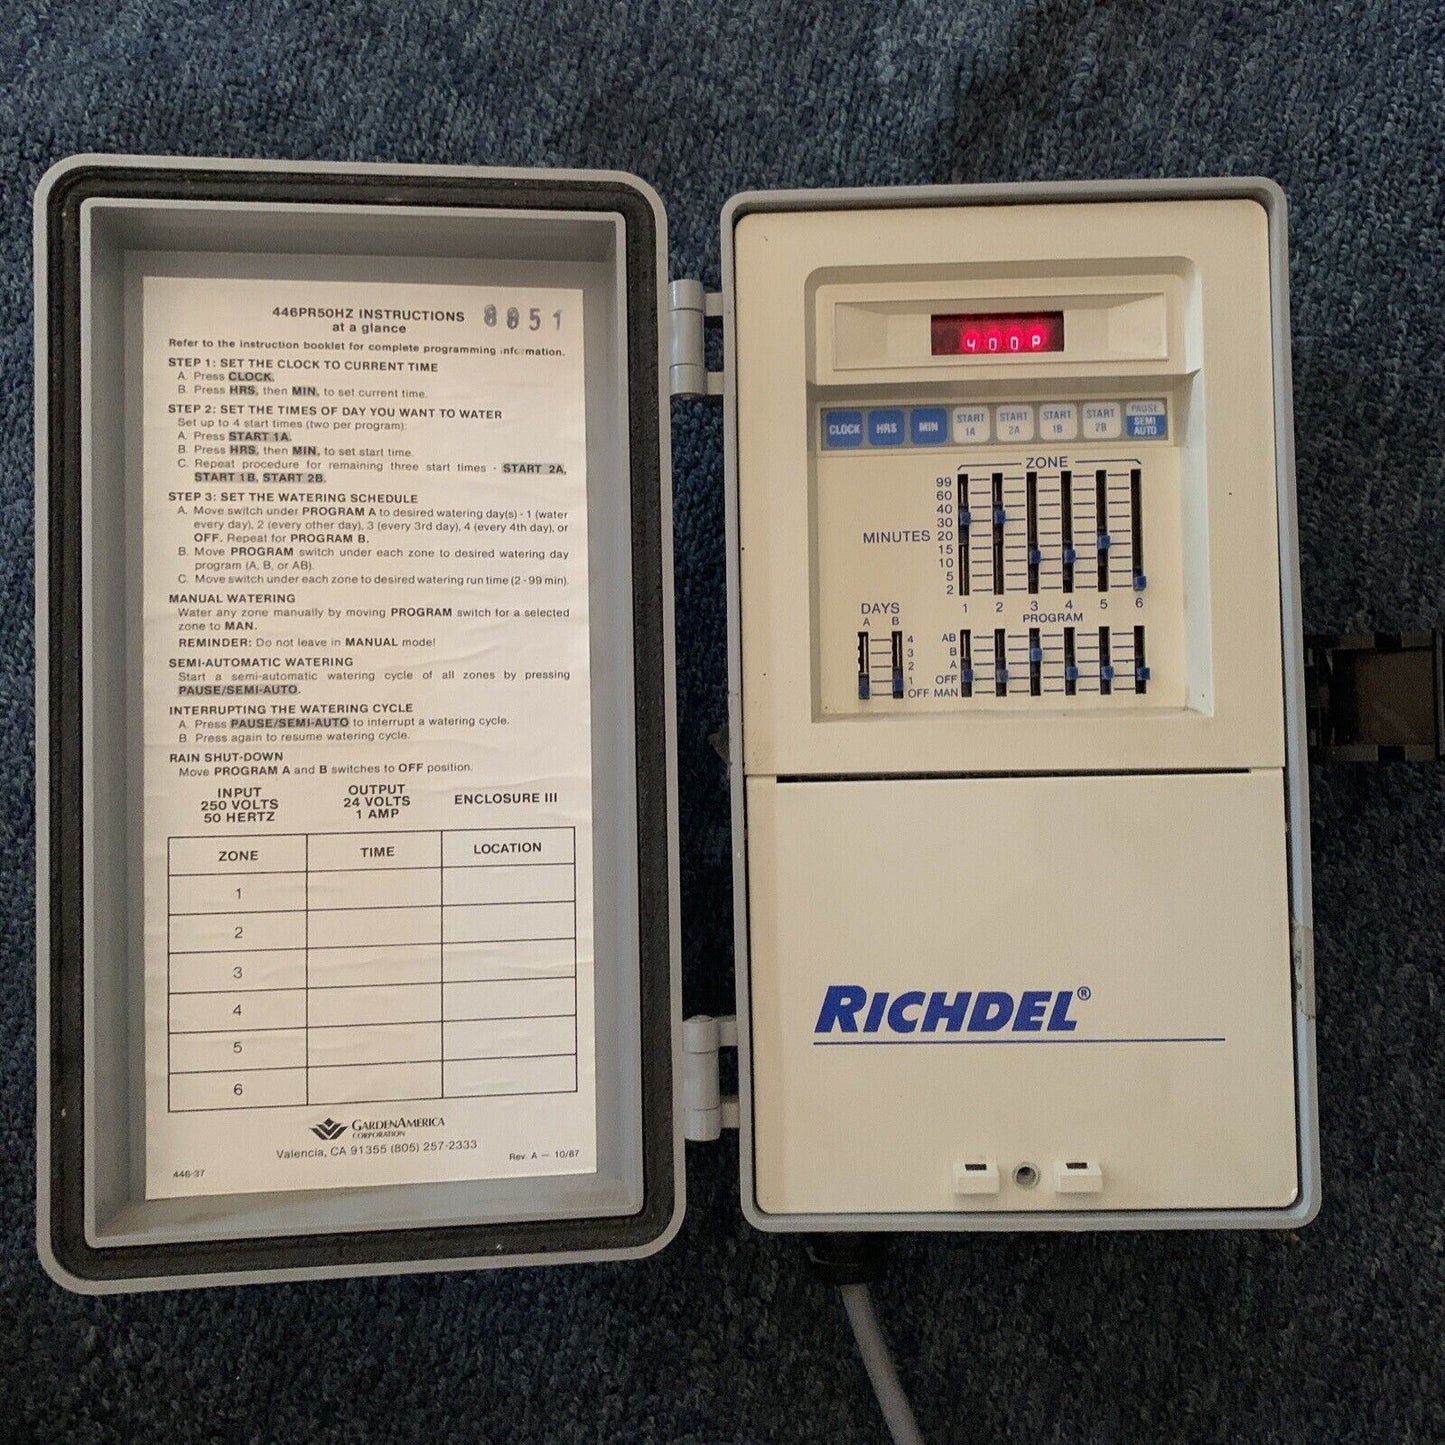 446PR50HZ INSTRUCTIONS 8851
at a glance
Refer to the instruction booklet for complete programming information.
STEP 1: SET THE CLOCK TO CURRENT TIME
A. Press CLOCK.
B. Press HRS, then MIN, to set current time.
STEP 2: SET THE TIMES OF DAY YOU WANT TO WATER
Set up to 4 start times (two per program):
A. Press START 1A.
B. Press HRS, then MIN, to set start time.
C. Repeat procedure for remaining three start times - START 2A,
START 1B, START 2B.
STEP 3: SET THE WATERING SCHEDULE
A. Move switch under PROGRAM A to desired watering day(s) - 1 (water
every day), 2 (every other day), 3 (every 3rd day), 4 (every 4th day), or
OFF. Repeat for PROGRAM B.
B. Move PROGRAM switch under each zone to desired watering day
program (A, B, or AB).
C. Move switch under each zone to desired watering run time (2 - 99 min).
MANUAL WATERING
Water any zone manually by moving PROGRAM switch for a selected
zone to MAN.
REMINDER: Do not leave in MANUAL mode!
SEMI-AUTOMATIC WATERING
Start a semi-automatic watering cycle of all zones by pressing
PAUSE/SEMI-AUTO.
INTERRUPTING THE WATERING CYCLE
A. Press PAUSE/SEMI-AUTO to interrupt a watering cycle.
B. Press again to resume watering cycle.
RAIN SHUT-DOWN
Move PROGRAM A and B switches to OFF position.
INPUT
250 VOLTS
50 HERTZ
OUTPUT
24 VOLTS
1 AMP
ENCLOSURE III
ZONE TIME LOCATION
1
2
3
4
5
6
GARDENAMERICA
CORPORATION
Valencia, CA 91355 (805) 257-2333
446-37 Rev. A — 10/87
400P
CLOCK HRS MIN START 1A START 2A START 1B START 2B PAUSE SEMI AUTO
ZONE
99
60
40
30
MINUTES 20
15
10
5
2
1 2 3 4 5 6
PROGRAM
DAYS
A B
4
3
2
1
OFF
AB
B
A
OFF
MAN
RICHDEL®